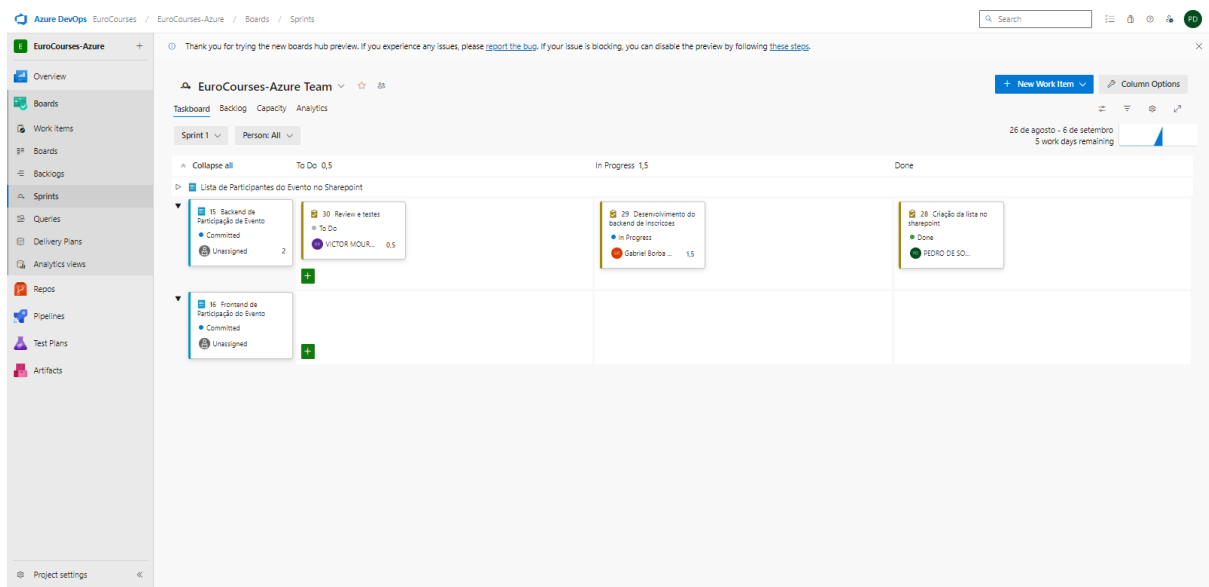 Azure DevOps EuroCourses / EuroCourses-Azure / Boards / Sprints
Search
PD
E EuroCourses-Azure +
Thank you for trying the new boards hub preview. If you experience any issues, please report the bug. If your issue is blocking, you can disable the preview by following these steps.
Overview
Boards
Work items
Boards
Backlogs
Sprints
Queries
Delivery Plans
Analytics views
Repos
Pipelines
Test Plans
Artifacts
Project settings
EuroCourses-Azure Team
+ New Work Item
Column Options
Taskboard Backlog Capacity Analytics
Sprint 1
Person: All
26 de agosto - 6 de setembro
5 work days remaining
Collapse all
To Do 0,5
In Progress 1,5
Done
Lista de Participantes do Evento no Sharepoint
15 Backend de
Participação de Evento
Committed
Unassigned 2
30 Review e testes
To Do
VICTOR MOUR... 0,5
29 Desenvolvimento do
backend de Inscricoes
In Progress
Gabriel Borba ... 1,5
28 Criação da lista no
sharepoint
Done
PEDRO DE SO...
16 Frontend de
Participação do Evento
Committed
Unassigned